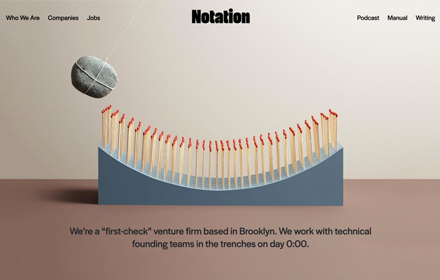 Who We Are Companies Jobs Notation Podcast Manual Writing
We're a "first-check" venture firm based in Brooklyn. We work with technical
founding teams in the trenches on day 0:00.